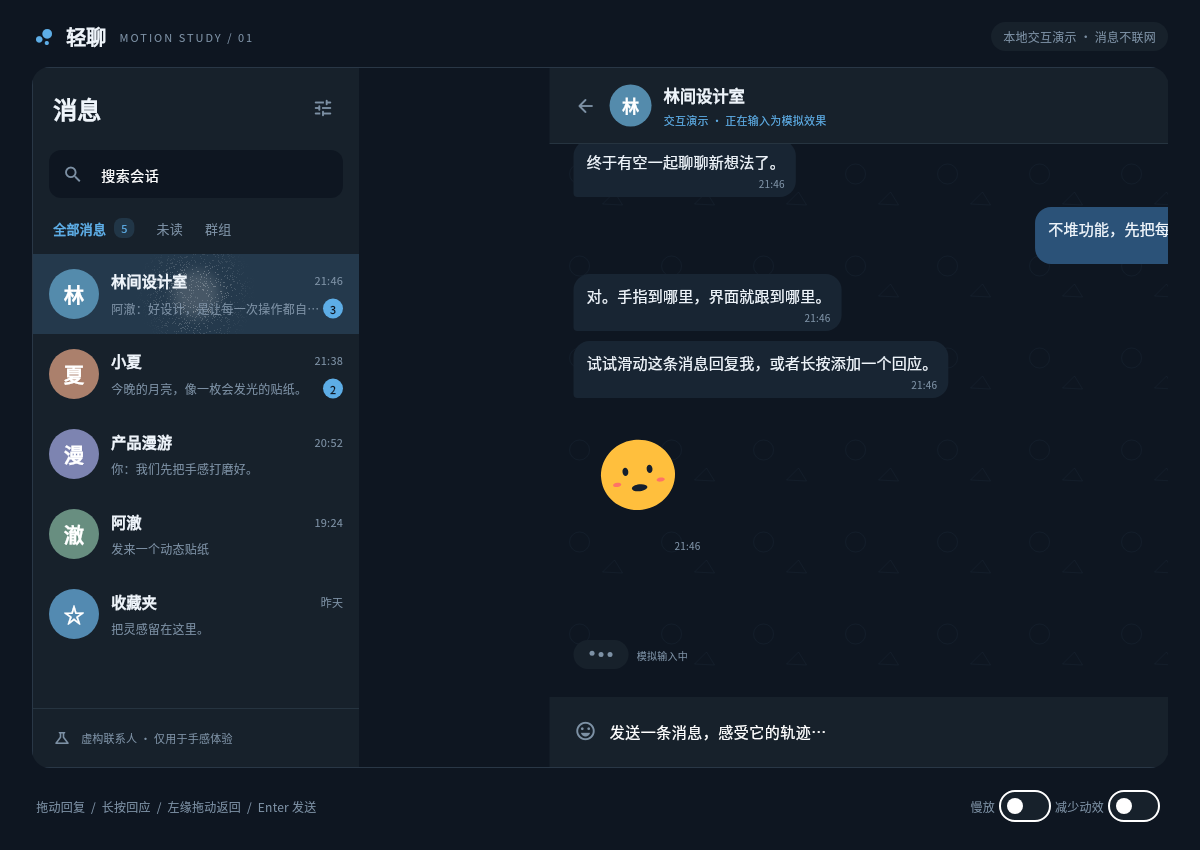 轻聊 MOTION STUDY / 01
本地交互演示 · 消息不联网
消息
搜索会话
全部消息 5 未读 群组
林 林间设计室 21:46
阿澈：好设计，是让每一次操作都自… 3
夏 小夏 21:38
今晚的月亮，像一枚会发光的贴纸。 2
漫 产品漫游 20:52
你：我们先把手感打磨好。
澈 阿澈 19:24
发来一个动态贴纸
☆ 收藏夹 昨天
把灵感留在这里。
虚构联系人 · 仅用于手感体验
林 林间设计室
交互演示 · 正在输入为模拟效果
终于有空一起聊聊新想法了。
21:46
不堆功能，先把每
对。手指到哪里，界面就跟到哪里。
21:46
试试滑动这条消息回复我，或者长按添加一个回应。
21:46
21:46
模拟输入中
发送一条消息，感受它的轨迹…
拖动回复 / 长按回应 / 左缘拖动返回 / Enter 发送
慢放 减少动效